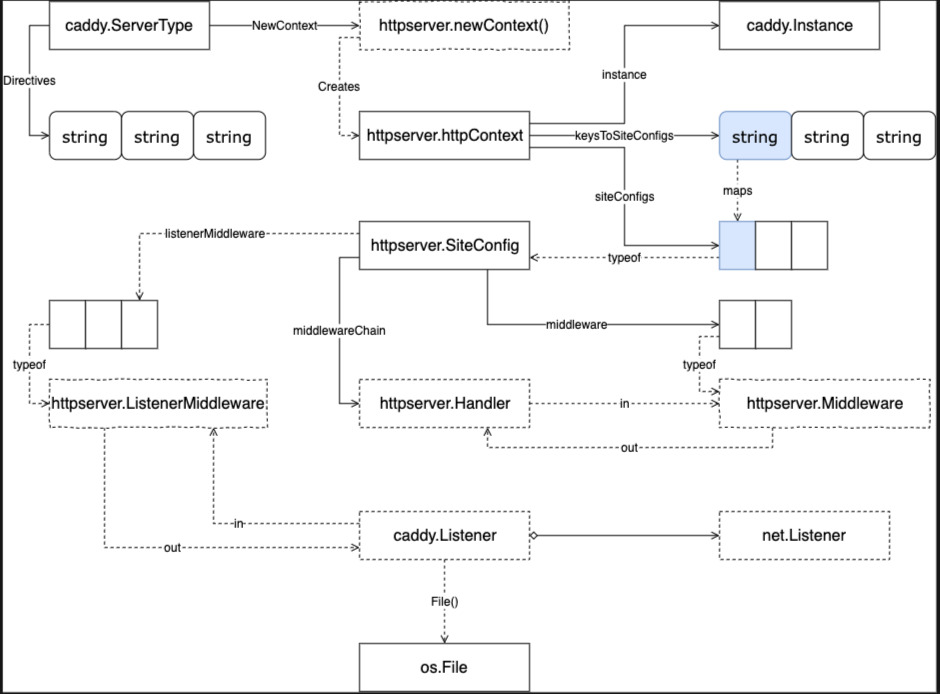 caddy.ServerType
NewContext
httpserver.newContext()
caddy.Instance
Directives
Creates
instance
string
string
string
httpserver.httpContext
keysToSiteConfigs
string
string
string
maps
siteConfigs
listenerMiddleware
httpserver.SiteConfig
typeof
middlewareChain
middleware
typeof
typeof
httpserver.ListenerMiddleware
httpserver.Handler
in
httpserver.Middleware
out
in
out
caddy.Listener
net.Listener
File()
os.File